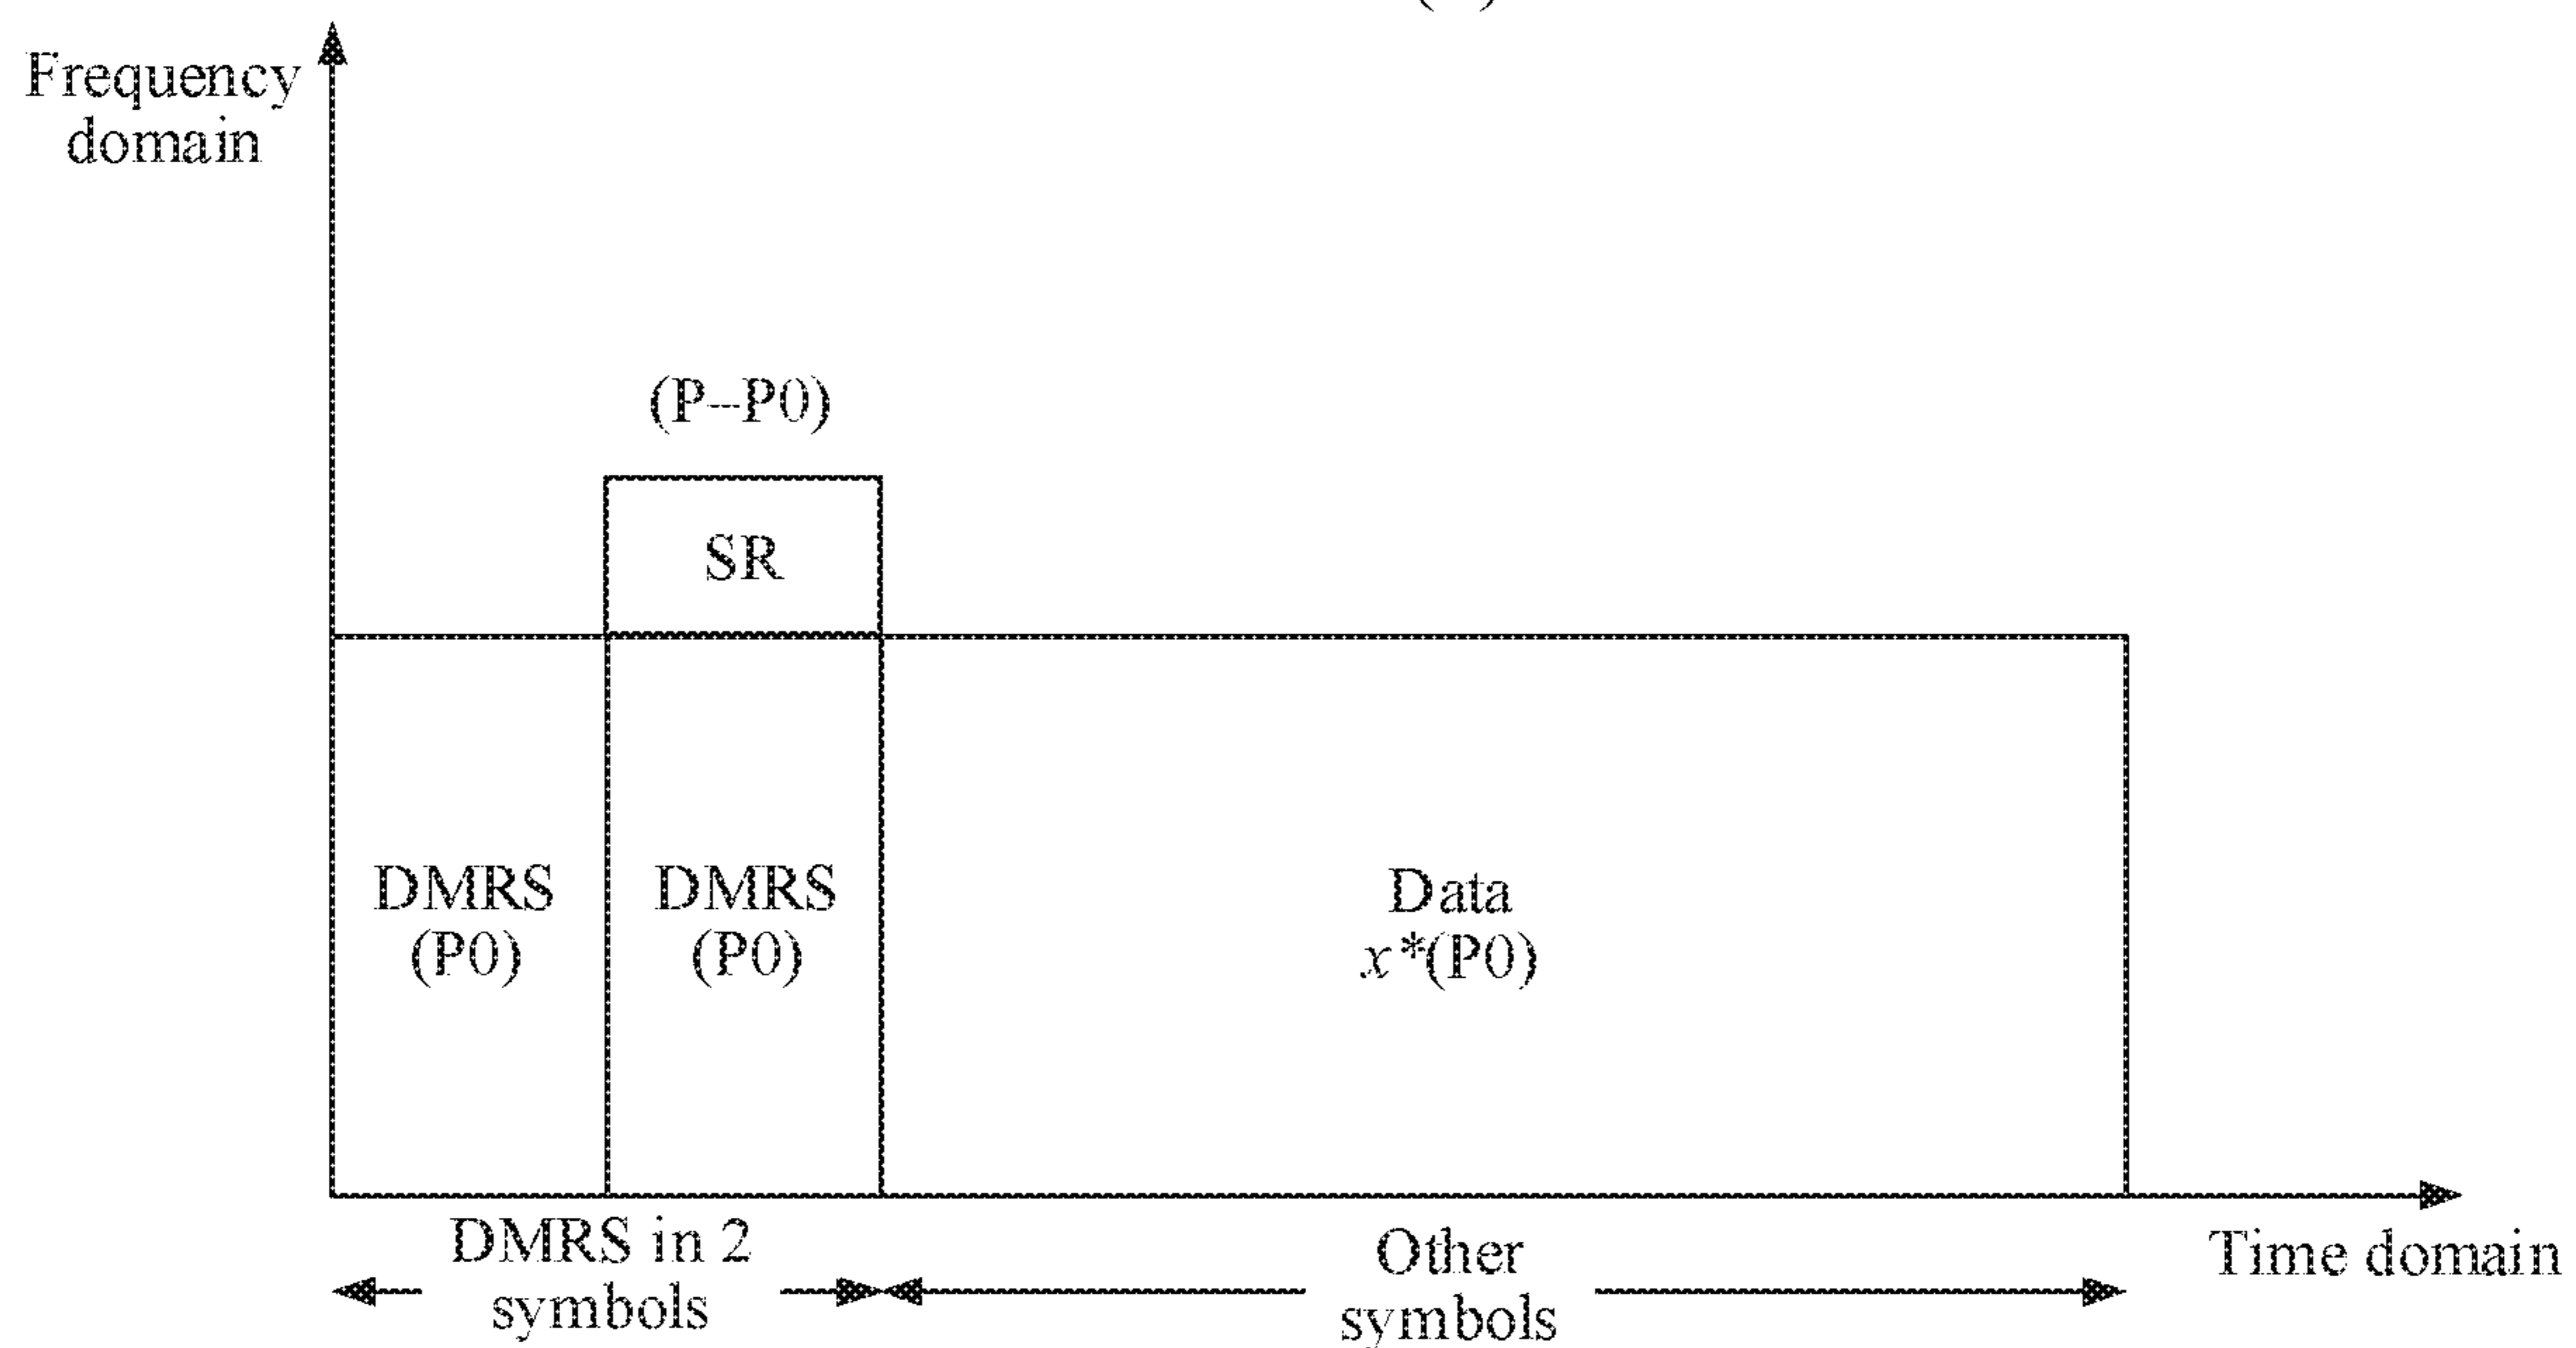 Frequency
domain
(P--P0)
SR
DMRS
(P0)
DMRS
(P0)
Data
x*(P0)
DMRS in 2
symbols
Other
symbols
Time domain